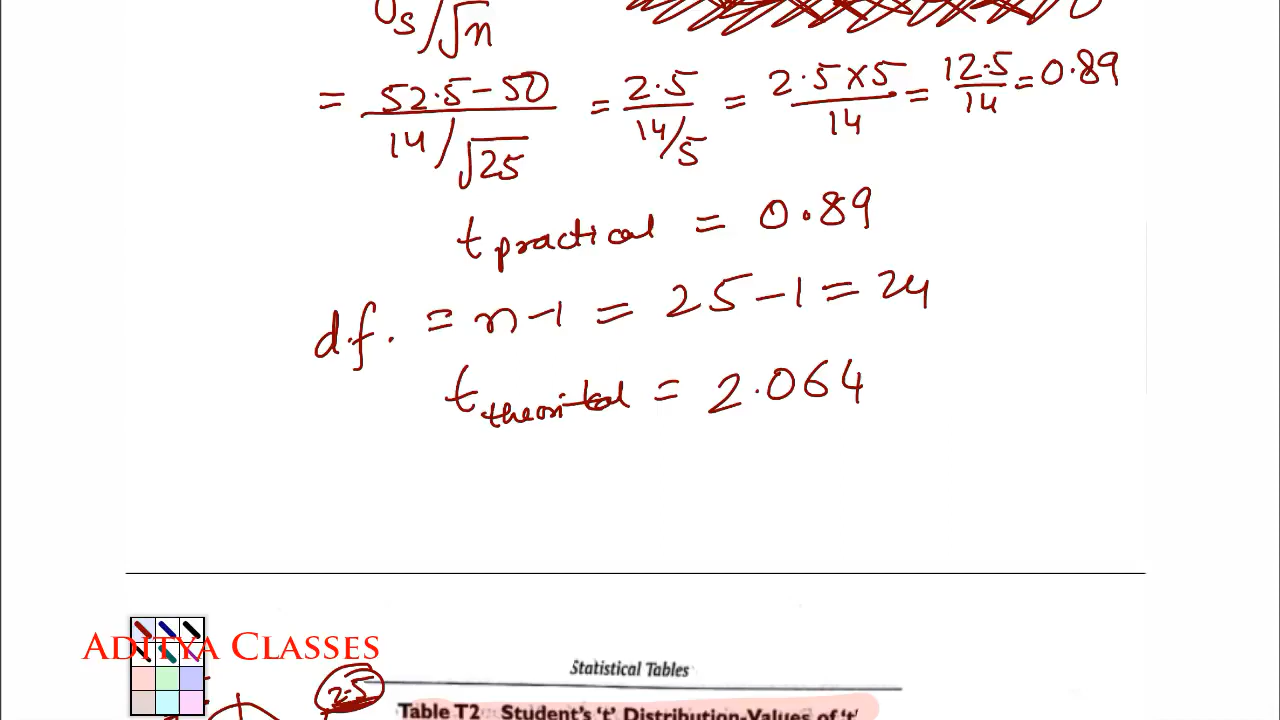 σs/√n
= 52.5-50 / 14/√25 = 2.5 / 14/5 = 2.5×5 / 14 = 12.5 / 14 = 0.89
t practical = 0.89
d.f. = n-1 = 25-1 = 24
t = 2.064
ADITYA CLASSES
Statistical Tables
2.5
Table T2 Student's 't' Distribution-Values of 't'